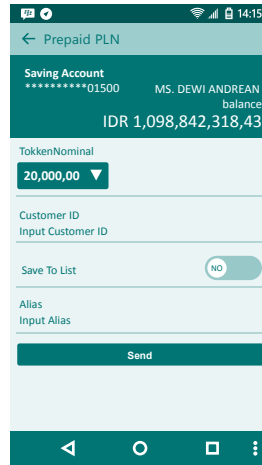 14:15
← Prepaid PLN
Saving Account
**********01500 MS. DEWI ANDREAN
balance
IDR 1,098,842,318,43
TokkenNominal
20,000,00 ▼
Customer ID
Input Customer ID
Save To List NO
Alias
Input Alias
Send